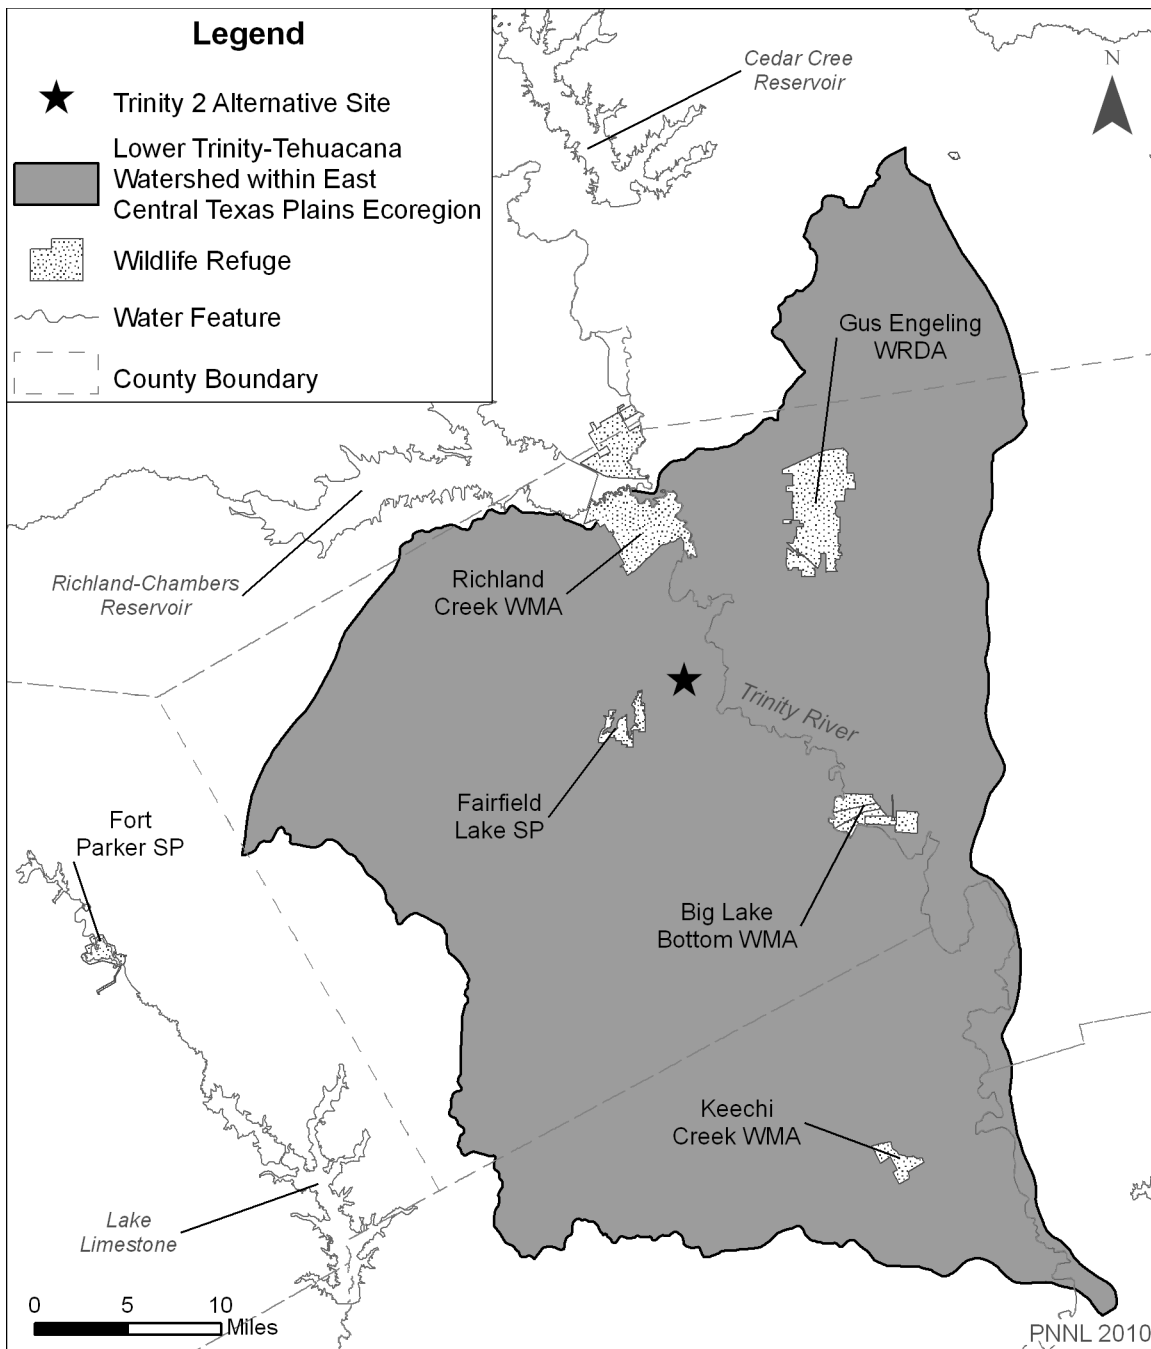 Legend
Trinity 2 Alternative Site
Lower Trinity-Tehuacana
Watershed within East
Central Texas Plains Ecoregion
Wildlife Refuge
Water Feature
County Boundary
Cedar Cree
Reservoir
N
Gus Engeling
WRDA
Richland-Chambers
Reservoir
Richland
Creek WMA
Trinity River
Fairfield
Lake SP
Fort
Parker SP
Big Lake
Bottom WMA
Keechi
Creek WMA
Lake
Limestone
0 5 10
Miles
PNNL 2010